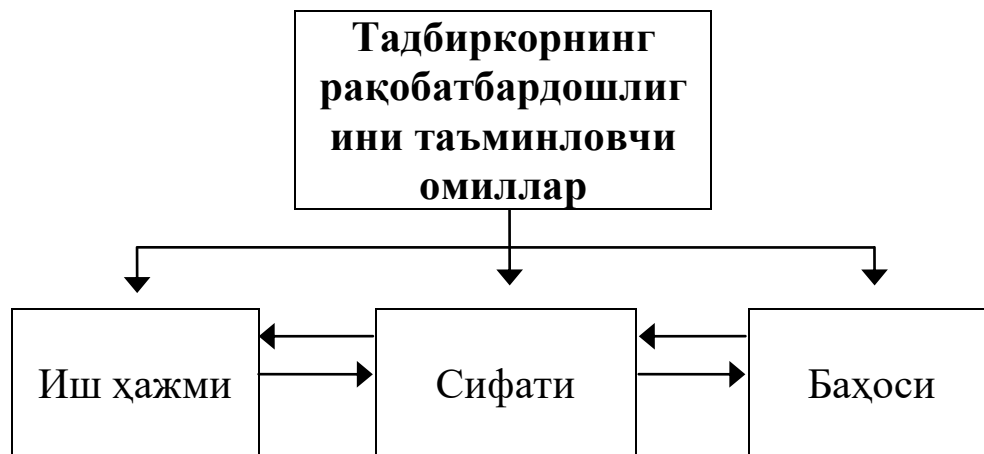 Тадбиркорнинг
рақобатбардошлиг
ини таъминловчи
омиллар
Иш ҳажми
Сифати
Баҳоси